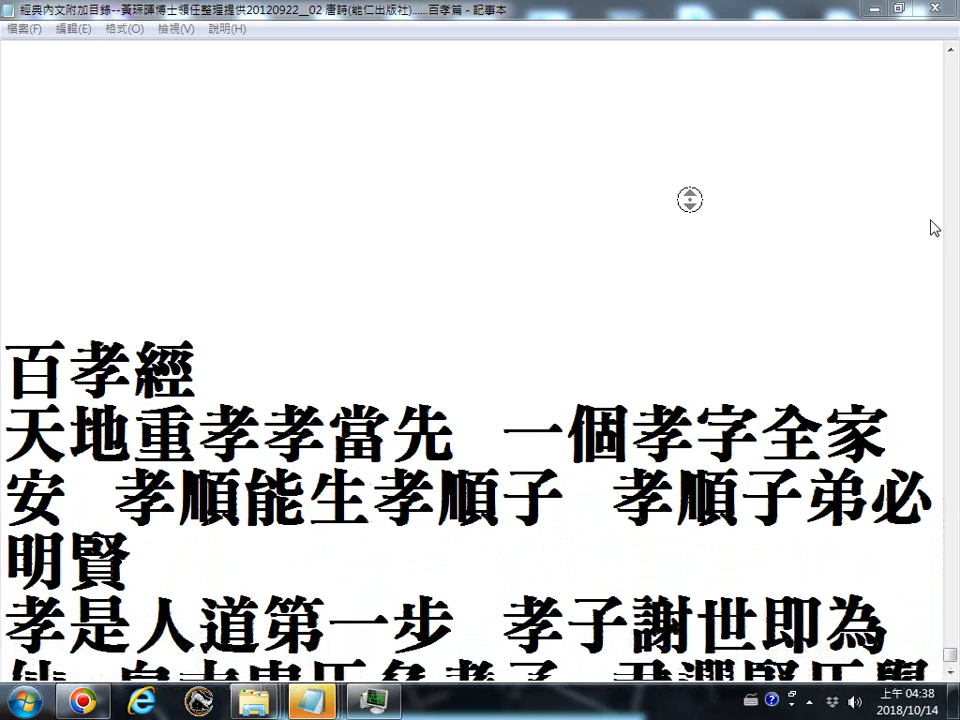 經典內文附加目錄--黃琮暐博士領任整理提供20120922__02 唐詩(能仁出版社)......百孝篇 - 記事本
檔案(F) 編輯(E) 格式(O) 檢視(V) 說明(H)
百孝經
天地重孝孝當先 一個孝字全家
安 孝順能生孝順子 孝順子弟必
明賢
孝是人道第一步 孝子謝世即為
上午 04:38
2018/10/14